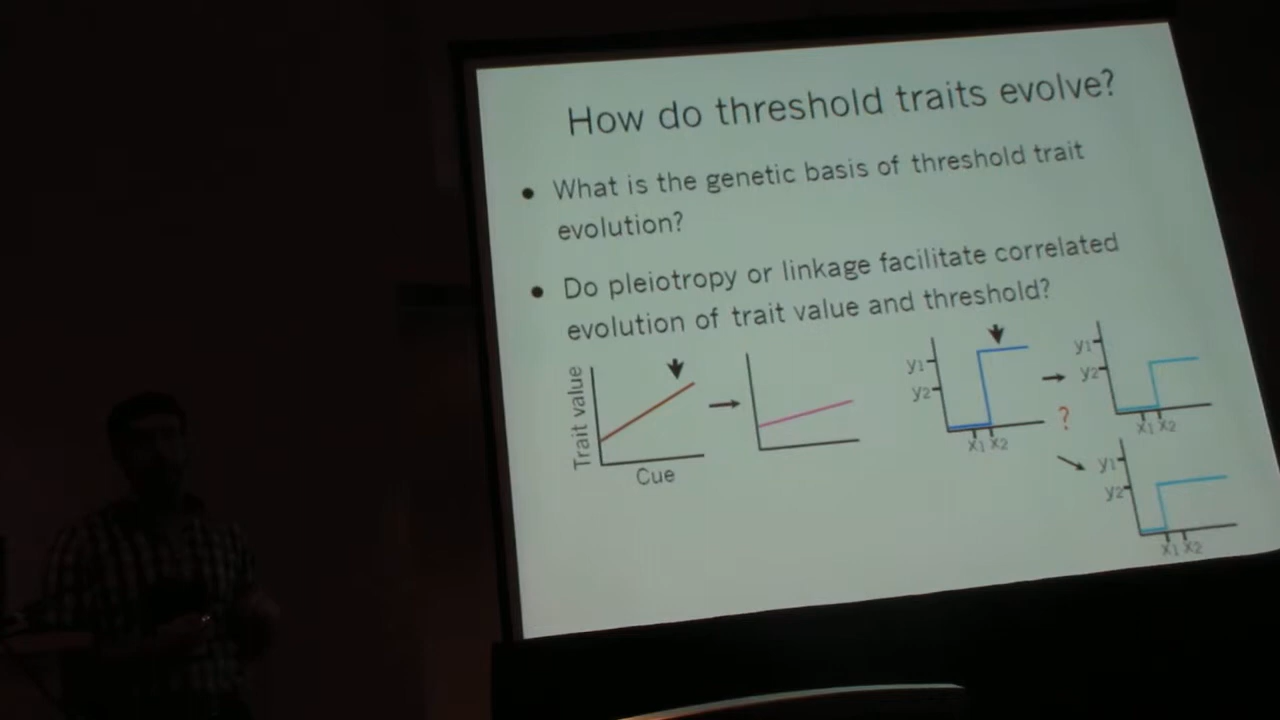 How do threshold traits evolve?
• What is the genetic basis of threshold trait
evolution?
• Do pleiotropy or linkage facilitate correlated
evolution of trait value and threshold?
Trait value
Cue
y1
y2
x1 x2
?
y1
y2
x1 x2
y1
y2
x1 x2